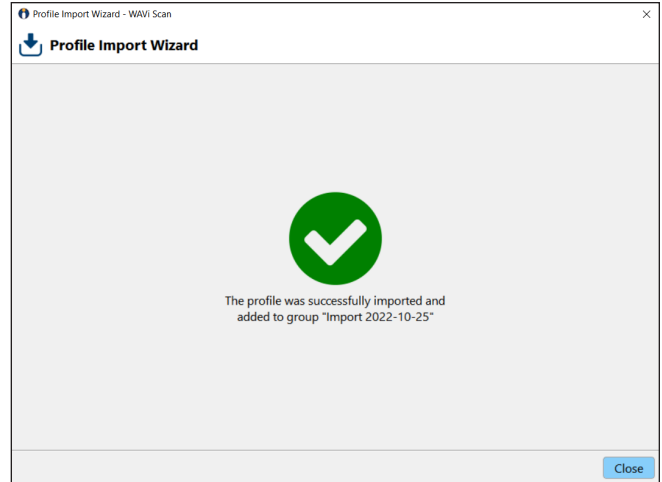 Profile Import Wizard - WAVi Scan
Profile Import Wizard
The profile was successfully imported and
added to group "Import 2022-10-25"
Close